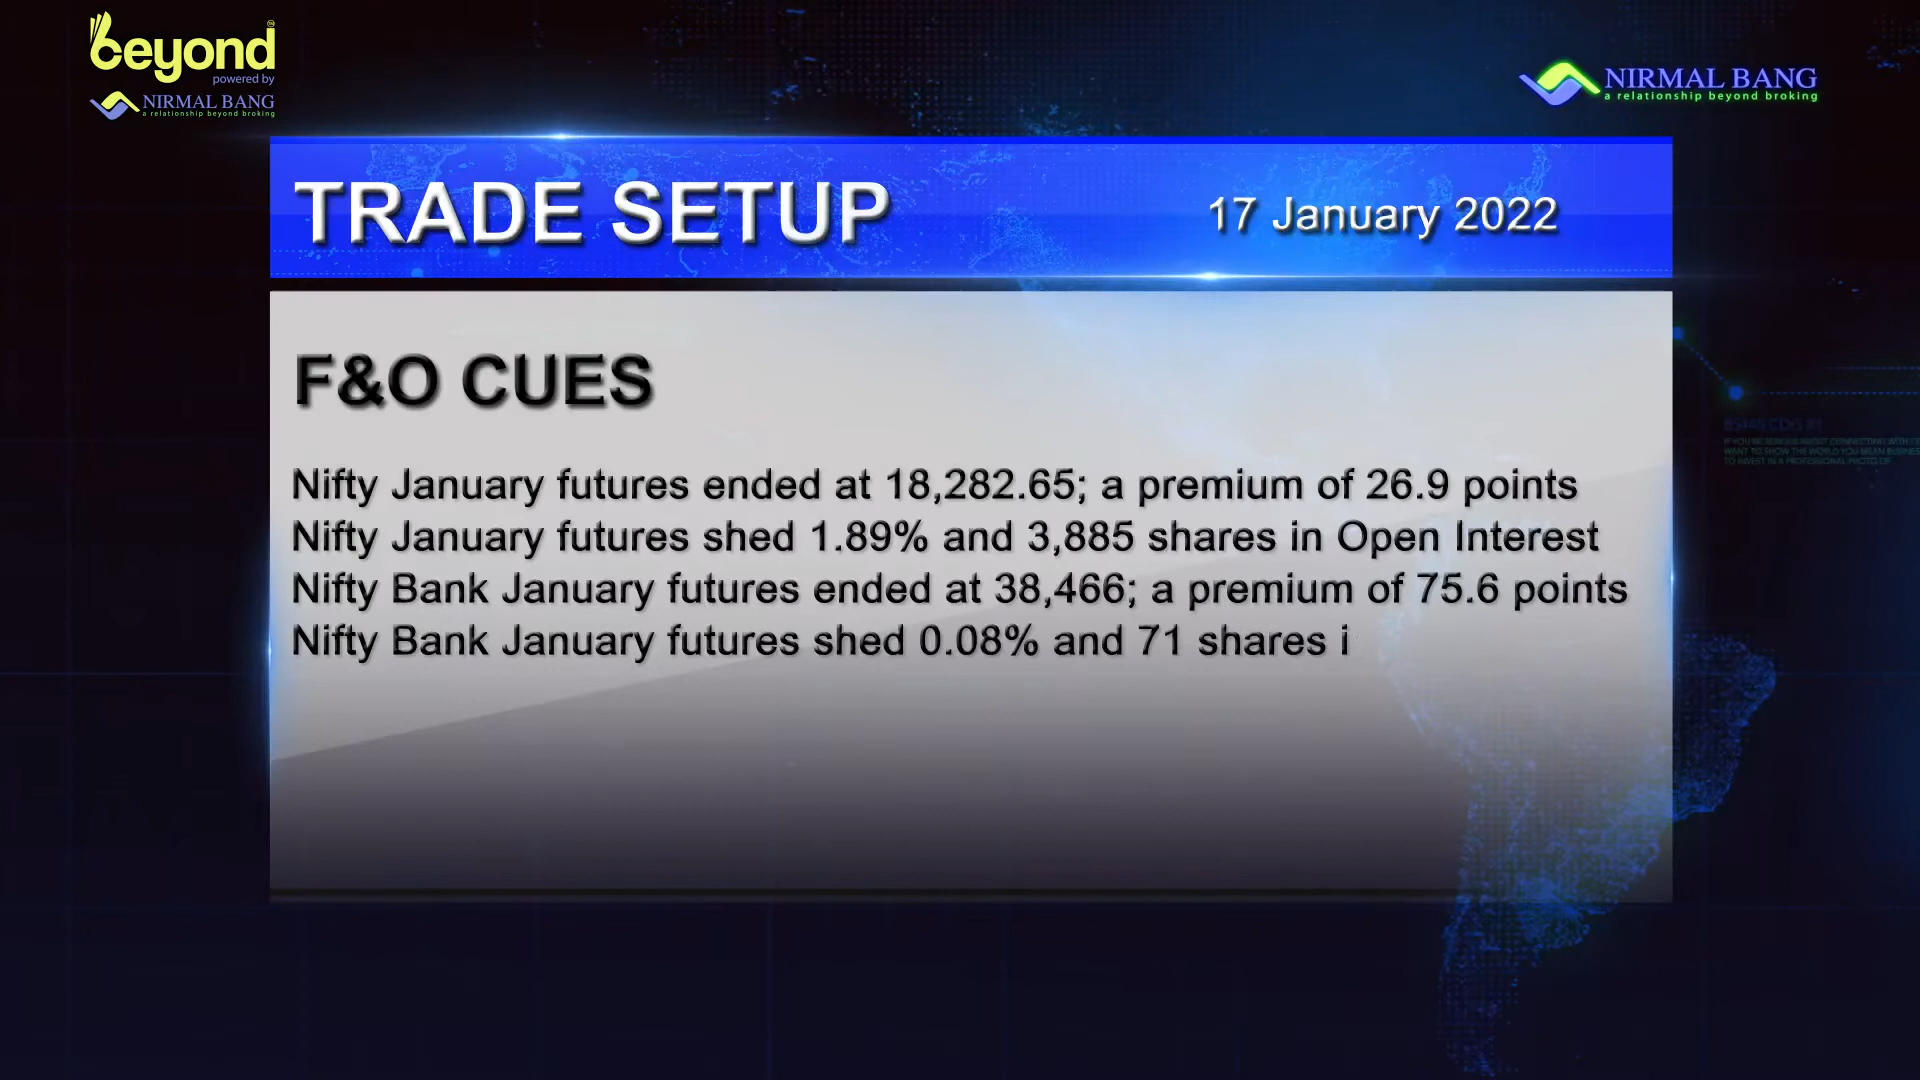 beyond
powered by
NIRMAL BANG
a relationship beyond broking
NIRMAL BANG
a relationship beyond broking
TRADE SETUP
17 January 2022
F&O CUES
Nifty January futures ended at 18,282.65; a premium of 26.9 points
Nifty January futures shed 1.89% and 3,885 shares in Open Interest
Nifty Bank January futures ended at 38,466; a premium of 75.6 points
Nifty Bank January futures shed 0.08% and 71 shares i